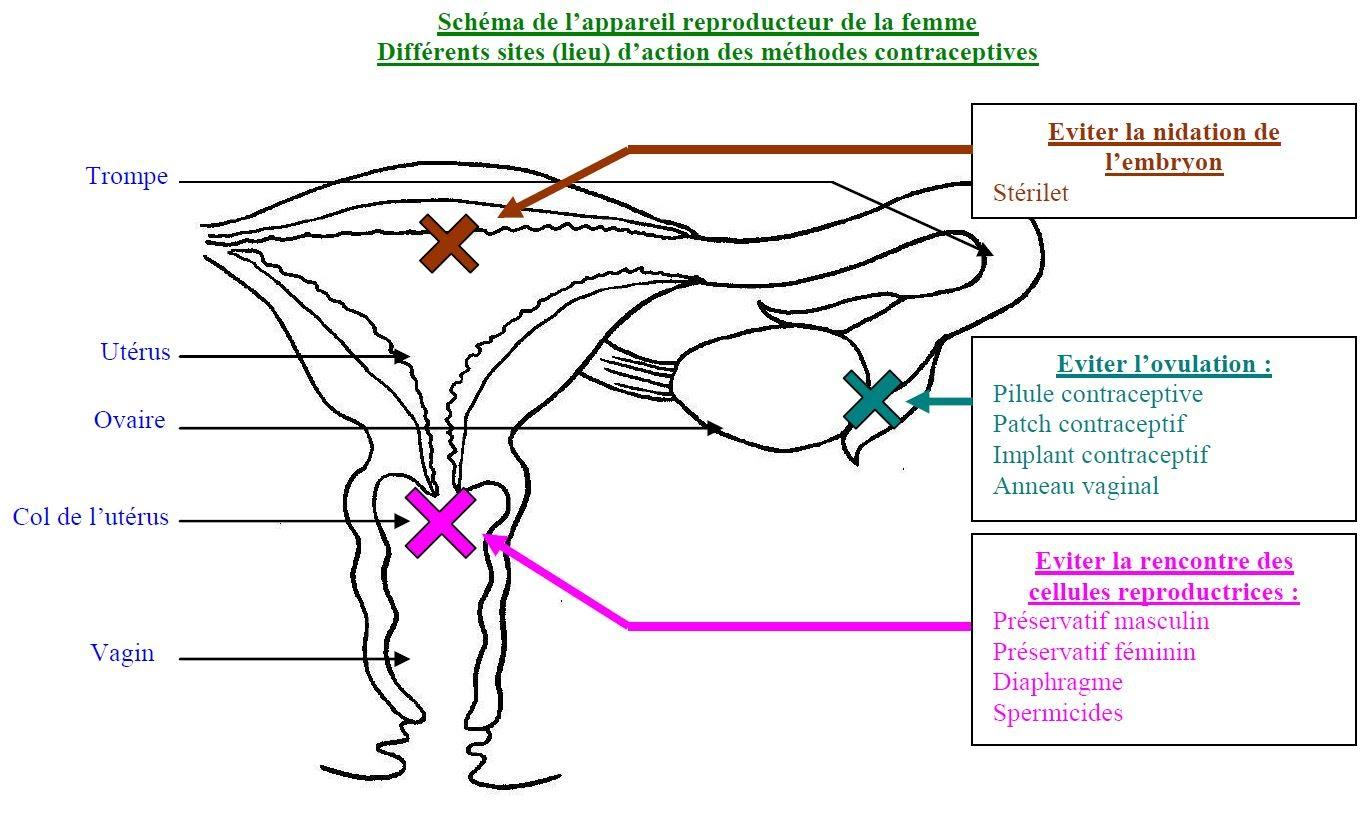 Schéma de l’appareil reproducteur de la femme
Différents sites (lieu) d’action des méthodes contraceptives
Eviter la nidation de
l’embryon
Stérilet
Trompe
Utérus
Ovaire
Col de l’utérus
Vagin
Eviter l’ovulation :
Pilule contraceptive
Patch contraceptif
Implant contraceptif
Anneau vaginal
Eviter la rencontre des
cellules reproductrices :
Préservatif masculin
Préservatif féminin
Diaphragme
Spermicides